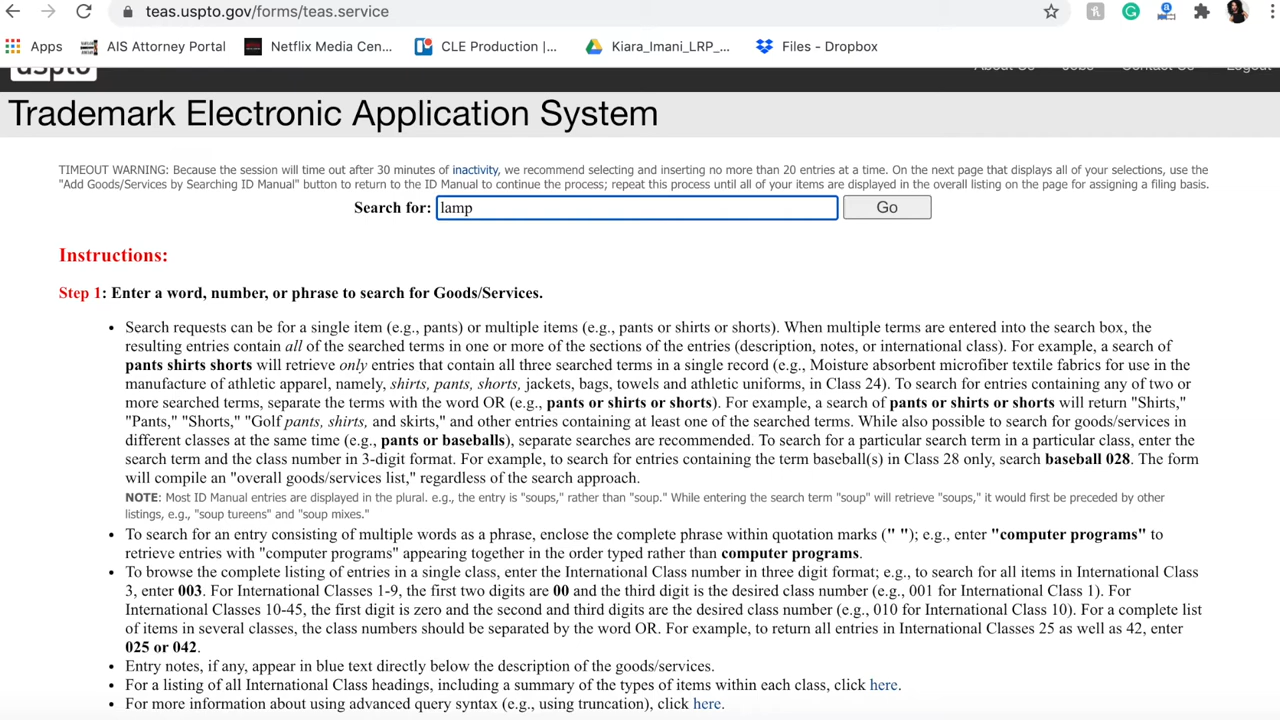 teas.uspto.gov/forms/teas.service
Apps AIS Attorney Portal Netflix Media Cen... CLE Production |... Kiara_Imani_LRP_... Files - Dropbox
uspto About Us Jobs Contact Us Logout
Trademark Electronic Application System
TIMEOUT WARNING: Because the session will time out after 30 minutes of inactivity, we recommend selecting and inserting no more than 20 entries at a time. On the next page that displays all of your selections, use the
"Add Goods/Services by Searching ID Manual" button to return to the ID Manual to continue the process; repeat this process until all of your items are displayed in the overall listing on the page for assigning a filing basis.
Search for: lamp Go
Instructions:
Step 1: Enter a word, number, or phrase to search for Goods/Services.
• Search requests can be for a single item (e.g., pants) or multiple items (e.g., pants or shirts or shorts). When multiple terms are entered into the search box, the
resulting entries contain all of the searched terms in one or more of the sections of the entries (description, notes, or international class). For example, a search of
pants shirts shorts will retrieve only entries that contain all three searched terms in a single record (e.g., Moisture absorbent microfiber textile fabrics for use in the
manufacture of athletic apparel, namely, shirts, pants, shorts, jackets, bags, towels and athletic uniforms, in Class 24). To search for entries containing any of two or
more searched terms, separate the terms with the word OR (e.g., pants or shirts or shorts). For example, a search of pants or shirts or shorts will return "Shirts,"
"Pants," "Shorts," "Golf pants, shirts, and skirts," and other entries containing at least one of the searched terms. While also possible to search for goods/services in
different classes at the same time (e.g., pants or baseballs), separate searches are recommended. To search for a particular search term in a particular class, enter the
search term and the class number in 3-digit format. For example, to search for entries containing the term baseball(s) in Class 28 only, search baseball 028. The form
will compile an "overall goods/services list," regardless of the search approach.
NOTE: Most ID Manual entries are displayed in the plural. e.g., the entry is "soups," rather than "soup." While entering the search term "soup" will retrieve "soups," it would first be preceded by other
listings, e.g., "soup tureens" and "soup mixes."
• To search for an entry consisting of multiple words as a phrase, enclose the complete phrase within quotation marks (" "); e.g., enter "computer programs" to
retrieve entries with "computer programs" appearing together in the order typed rather than computer programs.
• To browse the complete listing of entries in a single class, enter the International Class number in three digit format; e.g., to search for all items in International Class
3, enter 003. For International Classes 1-9, the first two digits are 00 and the third digit is the desired class number (e.g., 001 for International Class 1). For
International Classes 10-45, the first digit is zero and the second and third digits are the desired class number (e.g., 010 for International Class 10). For a complete list
of items in several classes, the class numbers should be separated by the word OR. For example, to return all entries in International Classes 25 as well as 42, enter
025 or 042.
• Entry notes, if any, appear in blue text directly below the description of the goods/services.
• For a listing of all International Class headings, including a summary of the types of items within each class, click here.
• For more information about using advanced query syntax (e.g., using truncation), click here.